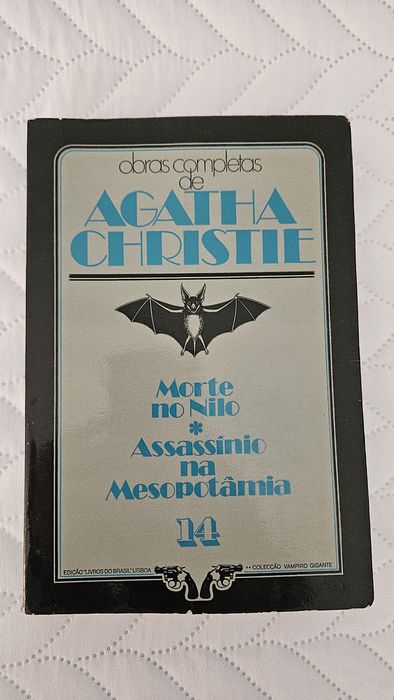 obras completas
de
AGATHA
CHRISTIE
Morte
no Nilo
*
Assassínio
na
Mesopotâmia
14
EDIÇÃO "LIVROS DO BRASIL" LISBOA
** COLECÇÃO VAMPIRO GIGANTE